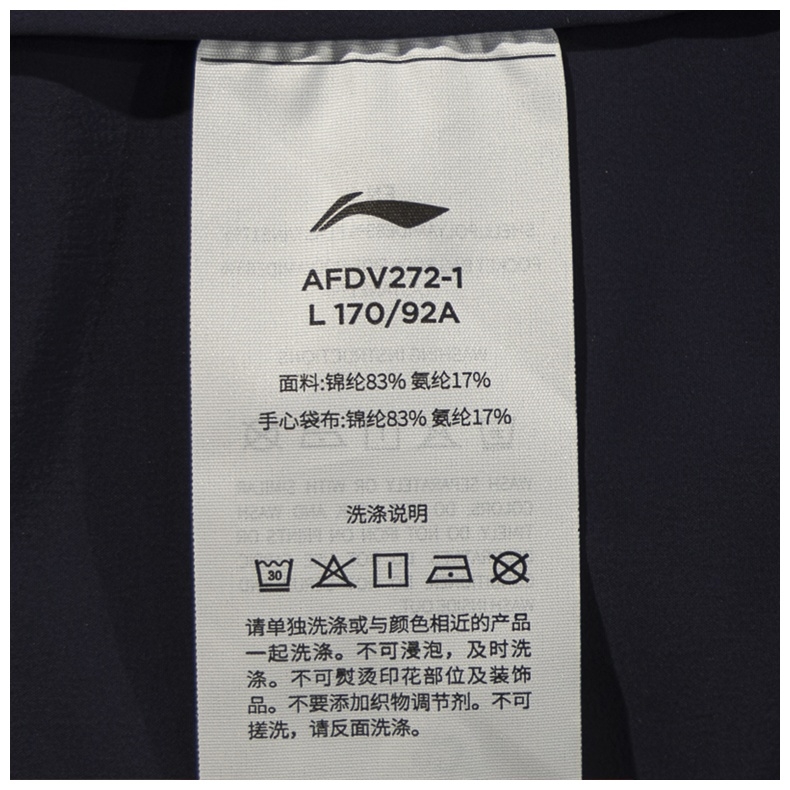 AFDV272-1
L 170/92A
面料:锦纶83% 氨纶17%
手心袋布:锦纶83% 氨纶17%
洗涤说明
30
请单独洗涤或与颜色相近的产品
一起洗涤。不可浸泡，及时洗
涤。不可熨烫印花部位及装饰
品。不要添加织物调节剂。不可
搓洗，请反面洗涤。